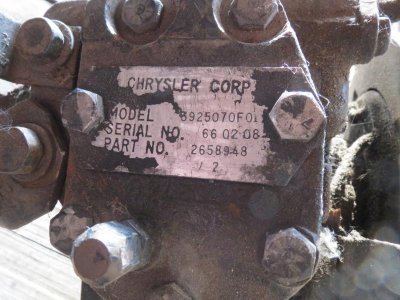 CHRYSLER CORP
MODEL 8925070F01
SERIAL NO. 66 02 08
PART NO. 2658948
/ 2